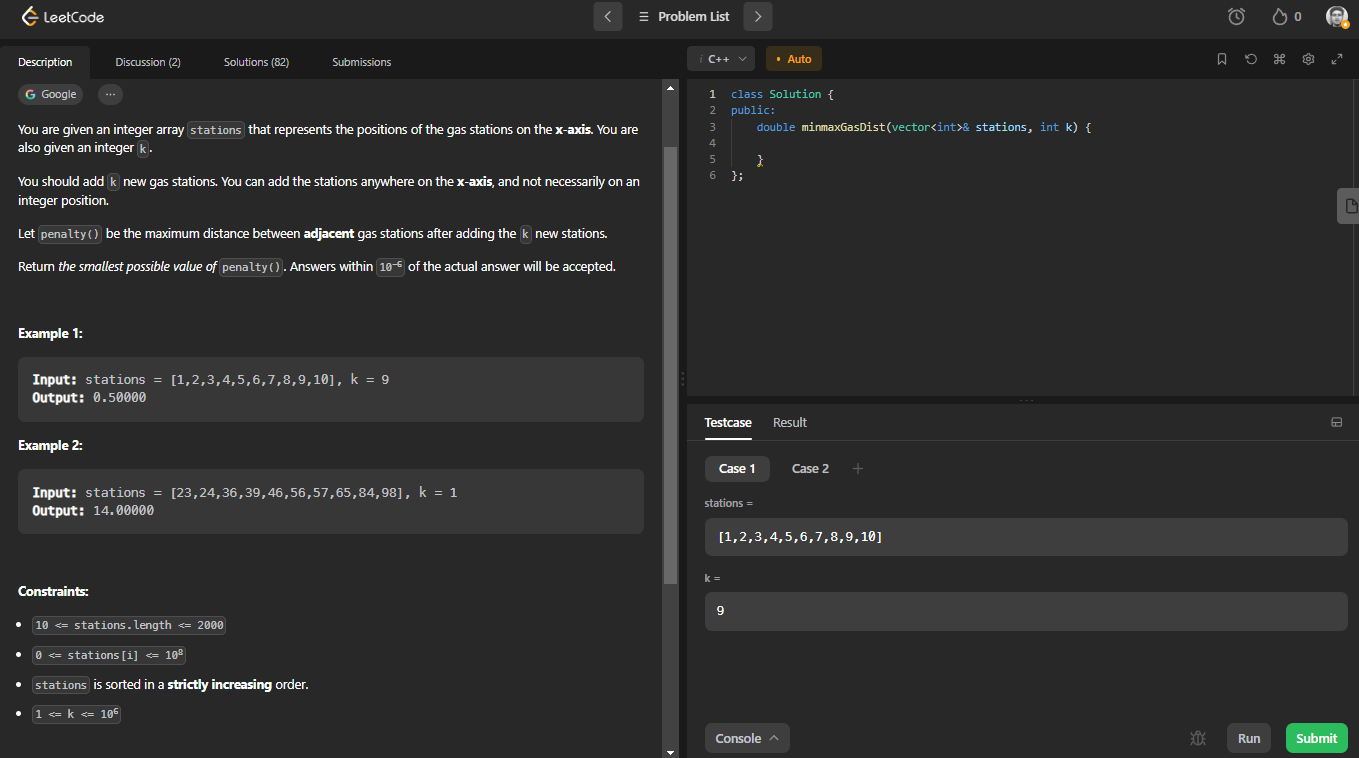 LeetCode
Problem List
0
Description
Discussion (2)
Solutions (82)
Submissions
Google
...
You are given an integer array stations that represents the positions of the gas stations on the x-axis. You are
also given an integer k.
You should add k new gas stations. You can add the stations anywhere on the x-axis, and not necessarily on an
integer position.
Let penalty() be the maximum distance between adjacent gas stations after adding the k new stations.
Return the smallest possible value of penalty(). Answers within 10⁻⁶ of the actual answer will be accepted.
Example 1:
Input: stations = [1,2,3,4,5,6,7,8,9,10], k = 9
Output: 0.50000
Example 2:
Input: stations = [23,24,36,39,46,56,57,65,84,98], k = 1
Output: 14.00000
Constraints:
• 10 <= stations.length <= 2000
• 0 <= stations[i] <= 10⁸
• stations is sorted in a strictly increasing order.
• 1 <= k <= 10⁶
i C++
• Auto
1 class Solution {
2 public:
3 double minmaxGasDist(vector<int>& stations, int k) {
4
5 }
6 };
Testcase
Result
Case 1
Case 2
+
stations =
[1,2,3,4,5,6,7,8,9,10]
k =
9
Console
Run
Submit